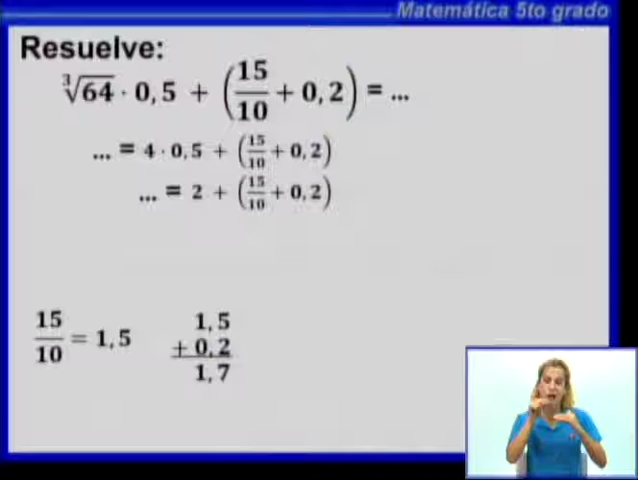 Matemática 5to grado
Resuelve:
∛64 · 0,5 + (15/10 + 0,2) = ...
... = 4 · 0,5 + (15/10 + 0,2)
... = 2 + (15/10 + 0,2)
15/10 = 1,5
1,5
+ 0,2
1,7